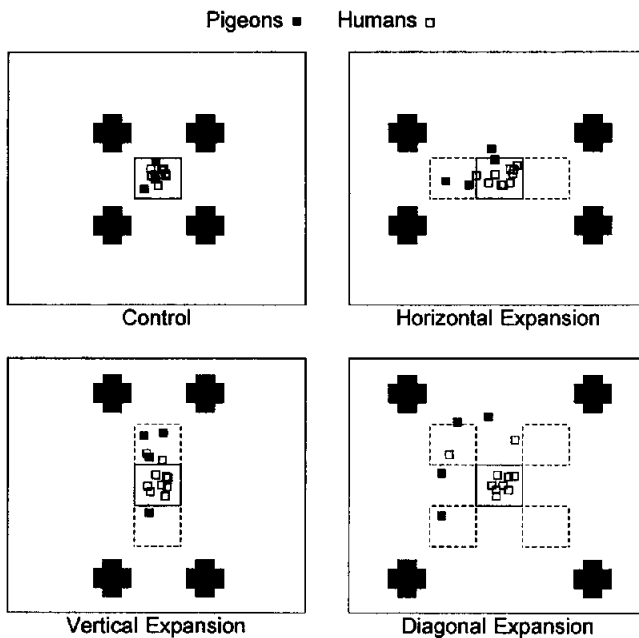 Pigeons ■ Humans □
Control
Horizontal Expansion
Vertical Expansion
Diagonal Expansion